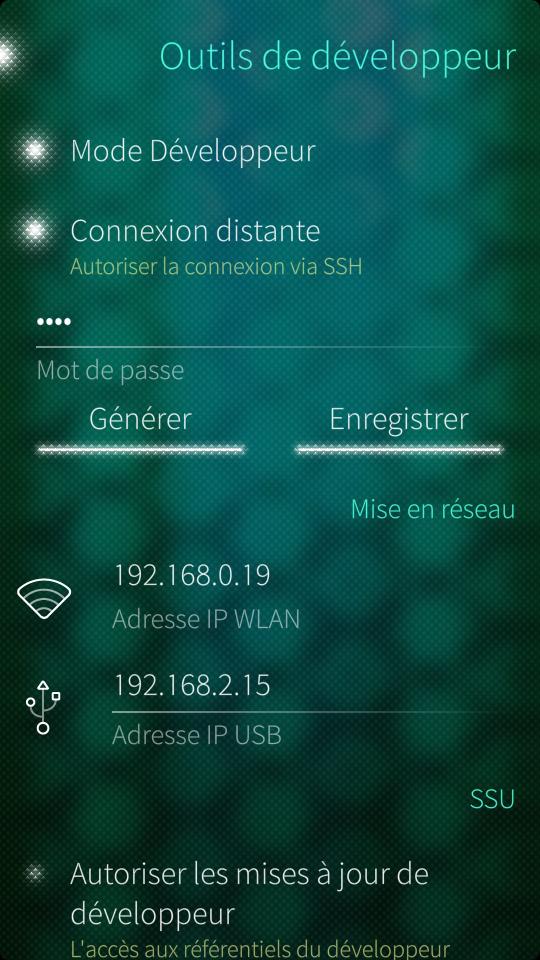 Outils de développeur
Mode Développeur
Connexion distante
Autoriser la connexion via SSH
••••
Mot de passe
Générer
Enregistrer
Mise en réseau
192.168.0.19
Adresse IP WLAN
192.168.2.15
Adresse IP USB
SSU
Autoriser les mises à jour de
développeur
L'accès aux référentiels du développeur